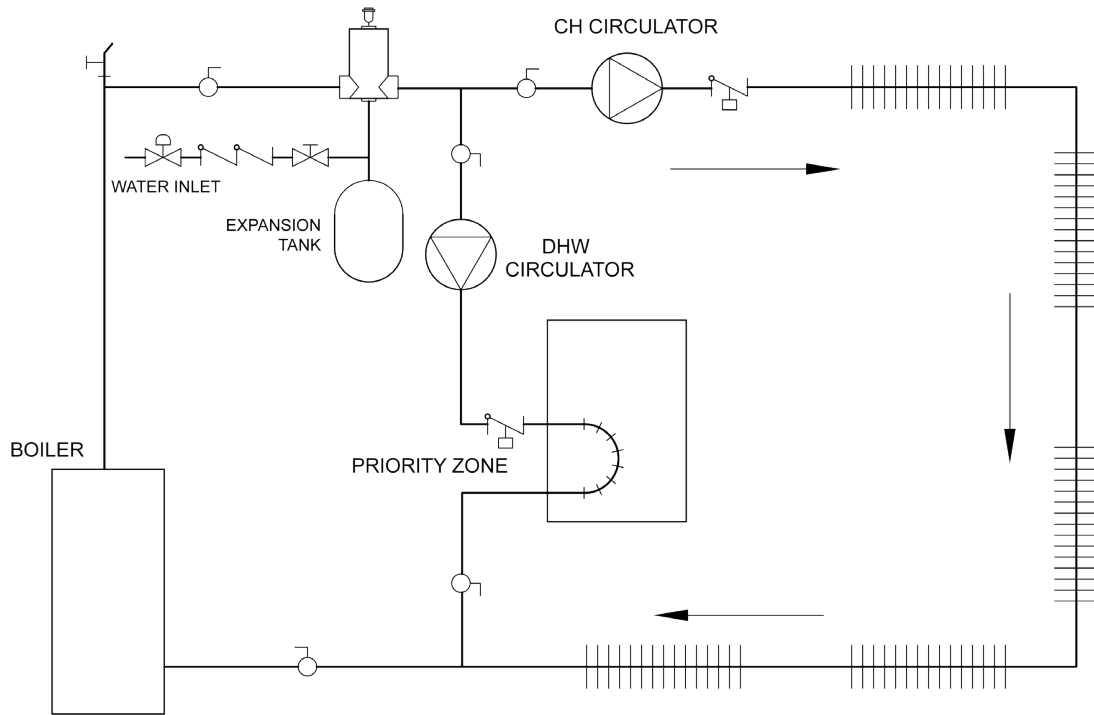 CH CIRCULATOR
WATER INLET
EXPANSION
TANK
DHW
CIRCULATOR
BOILER
PRIORITY ZONE